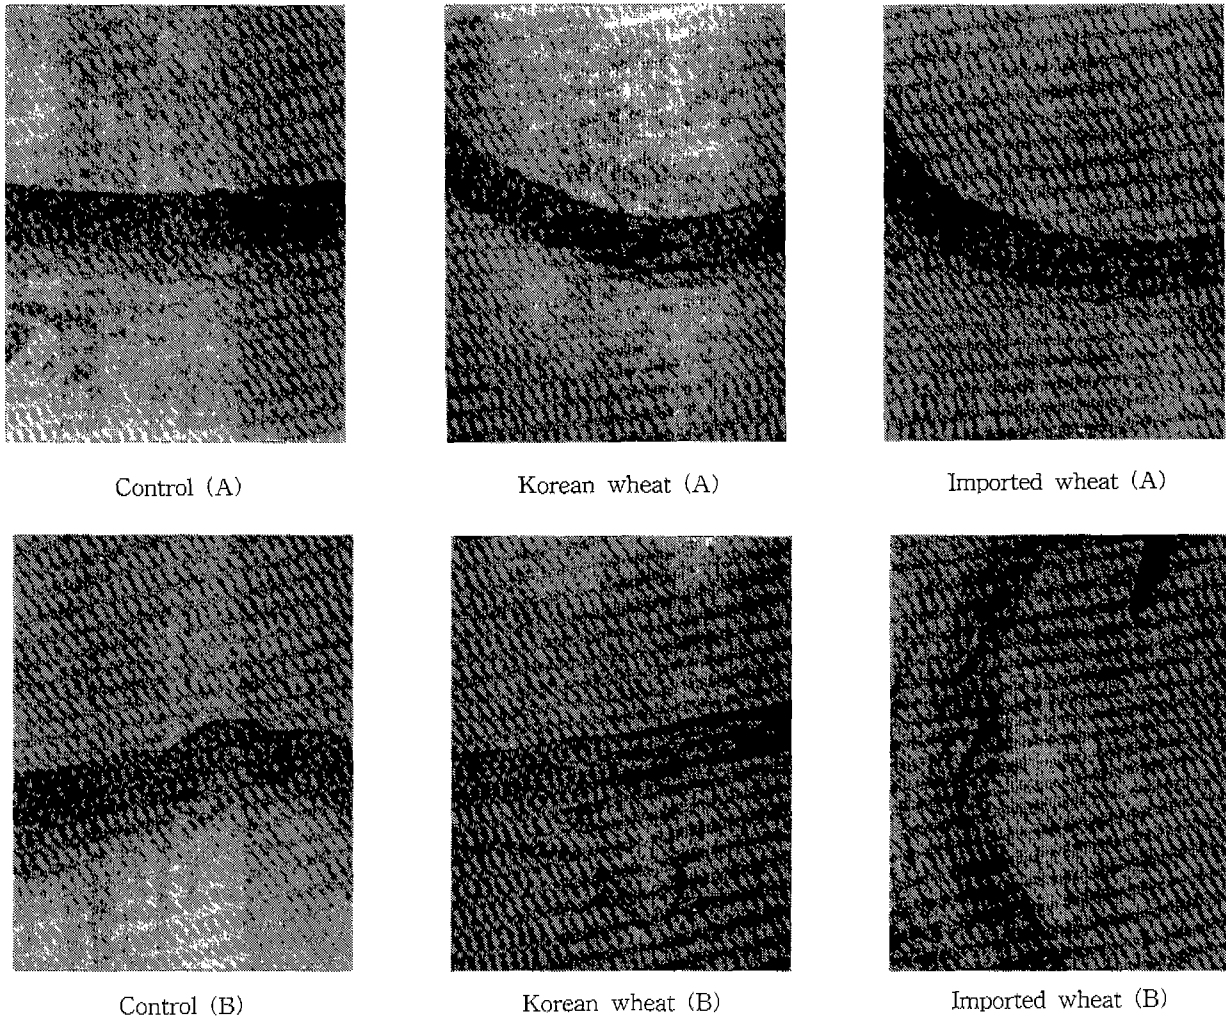 Control (A)
Korean wheat (A)
Imported wheat (A)
Control (B)
Korean wheat (B)
Imported wheat (B)